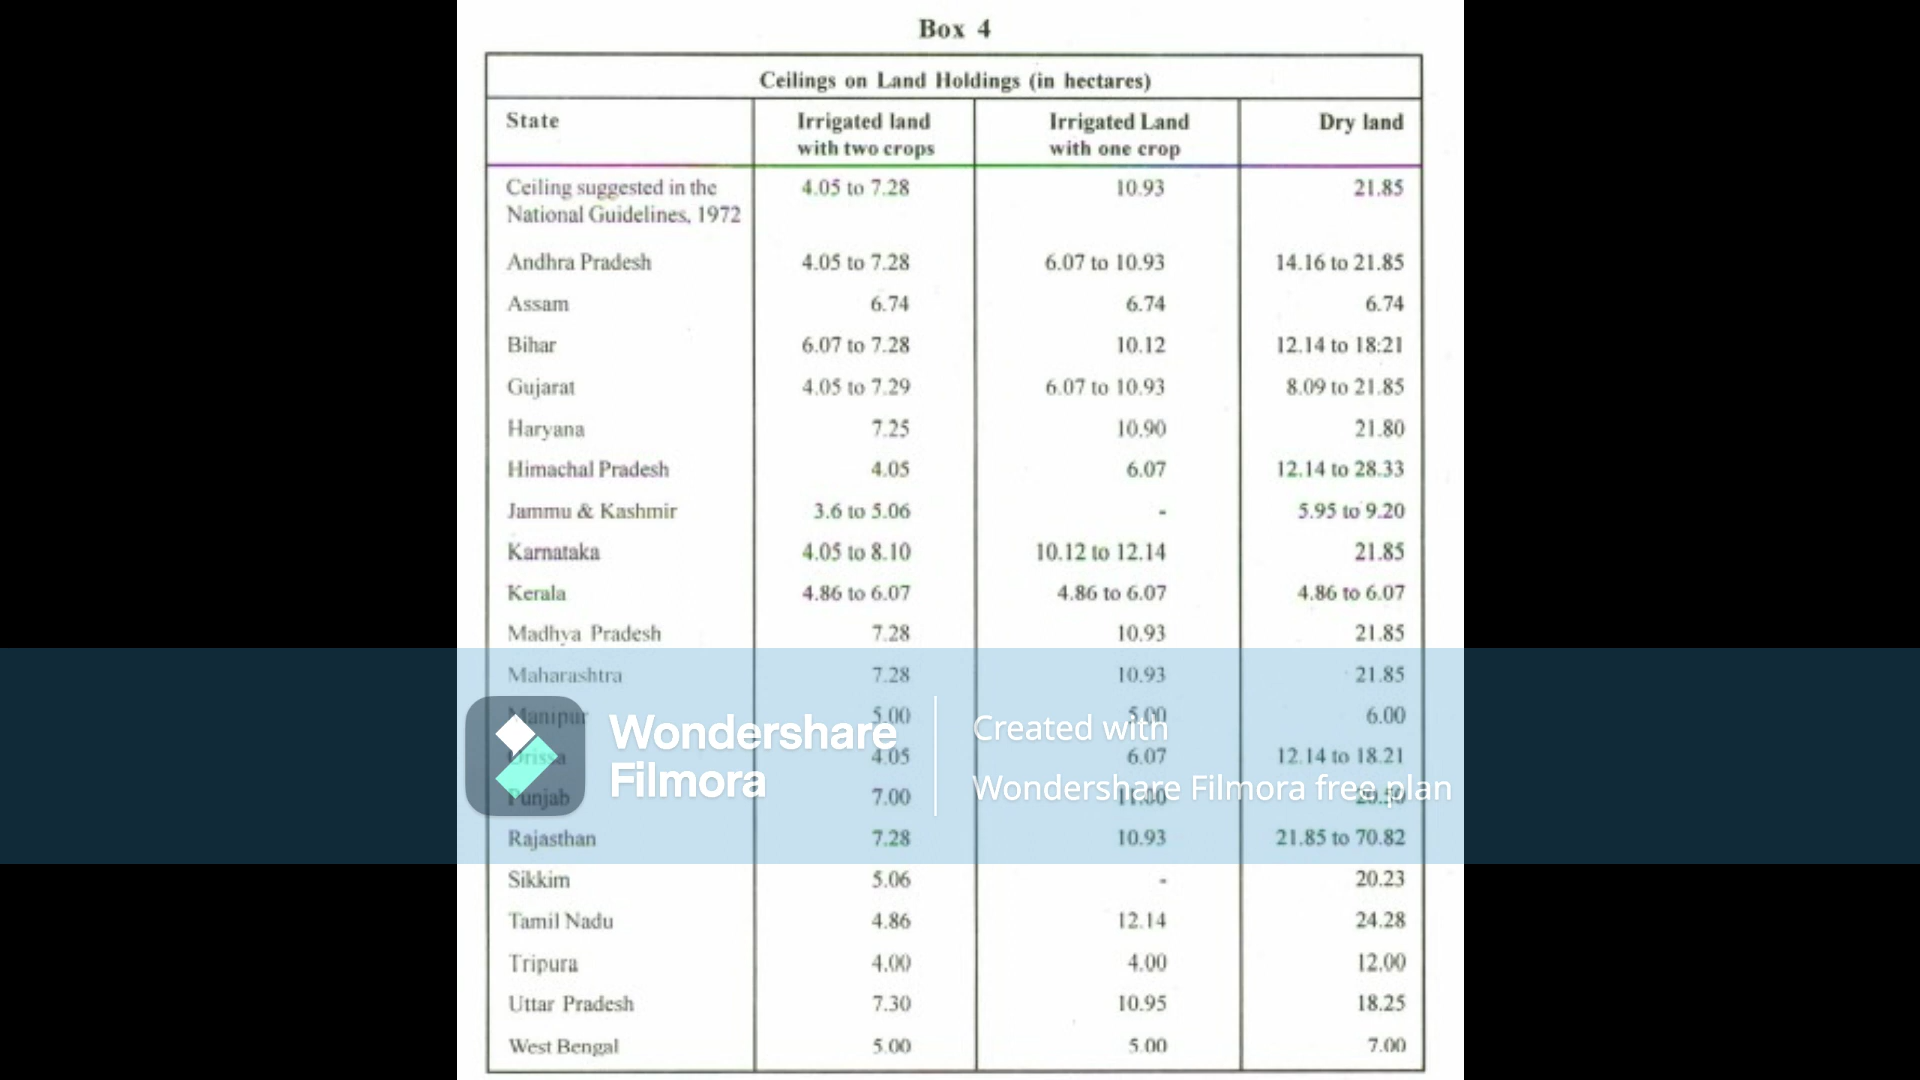 Box 4
Ceilings on Land Holdings (in hectares)
State Irrigated land with two crops Irrigated Land with one crop Dry land
Ceiling suggested in the National Guidelines, 1972 4.05 to 7.28 10.93 21.85
Andhra Pradesh 4.05 to 7.28 6.07 to 10.93 14.16 to 21.85
Assam 6.74 6.74 6.74
Bihar 6.07 to 7.28 10.12 12.14 to 18:21
Gujarat 4.05 to 7.29 6.07 to 10.93 8.09 to 21.85
Haryana 7.25 10.90 21.80
Himachal Pradesh 4.05 6.07 12.14 to 28.33
Jammu & Kashmir 3.6 to 5.06 - 5.95 to 9.20
Karnataka 4.05 to 8.10 10.12 to 12.14 21.85
Kerala 4.86 to 6.07 4.86 to 6.07 4.86 to 6.07
Madhya Pradesh 7.28 10.93 21.85
Maharashtra 7.28 10.93 21.85
Manipur 5.00 5.00 6.00
Orissa 4.05 6.07 12.14 to 18.21
Punjab 7.00 11.00
Rajasthan 7.28 10.93 21.85 to 70.82
Sikkim 5.06 - 20.23
Tamil Nadu 4.86 12.14 24.28
Tripura 4.00 4.00 12.00
Uttar Pradesh 7.30 10.95 18.25
West Bengal 5.00 5.00 7.00
Wondershare
Filmora
Created with
Wondershare Filmora free plan